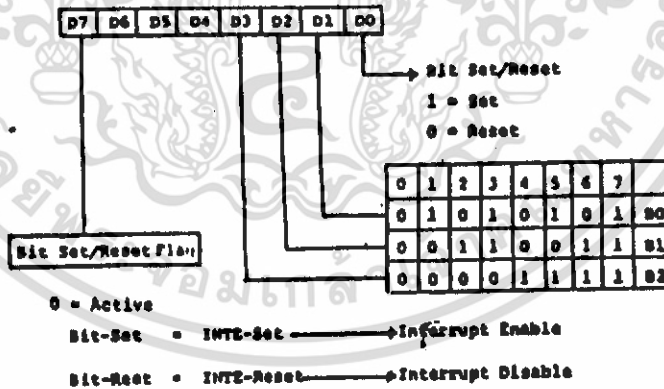 D7 D6 D5 D4 D3 D2 D1 D0
Bit Set/Reset
1 = Set
0 = Reset
0 1 2 3 4 5 6 7
0 1 0 1 0 1 0 1 B0
0 0 1 1 0 0 1 1 B1
0 0 0 0 1 1 1 1 B2
Bit Set/Reset Flag
0 = Active
Bit-Set = INTE-Set Interrupt Enable
Bit-Reet = INTE-Reset Interrupt Disable